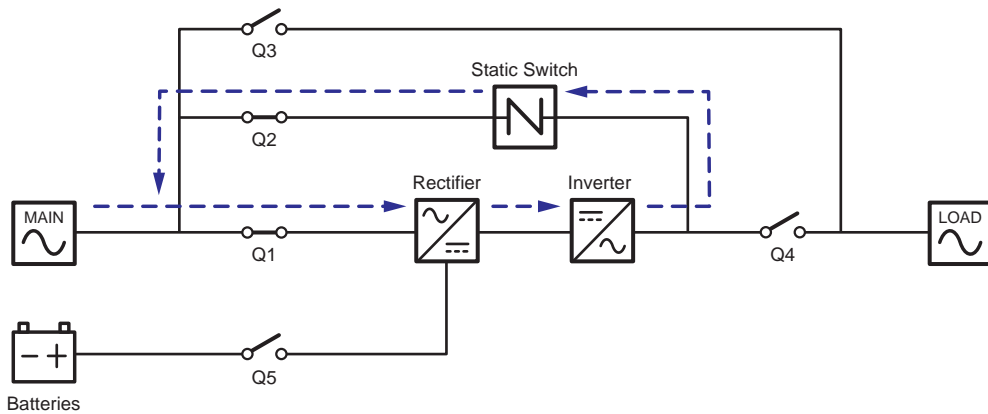 Q3
Static Switch
Q2
Rectifier
Inverter
MAIN
LOAD
Q1
Q4
Q5
Batteries